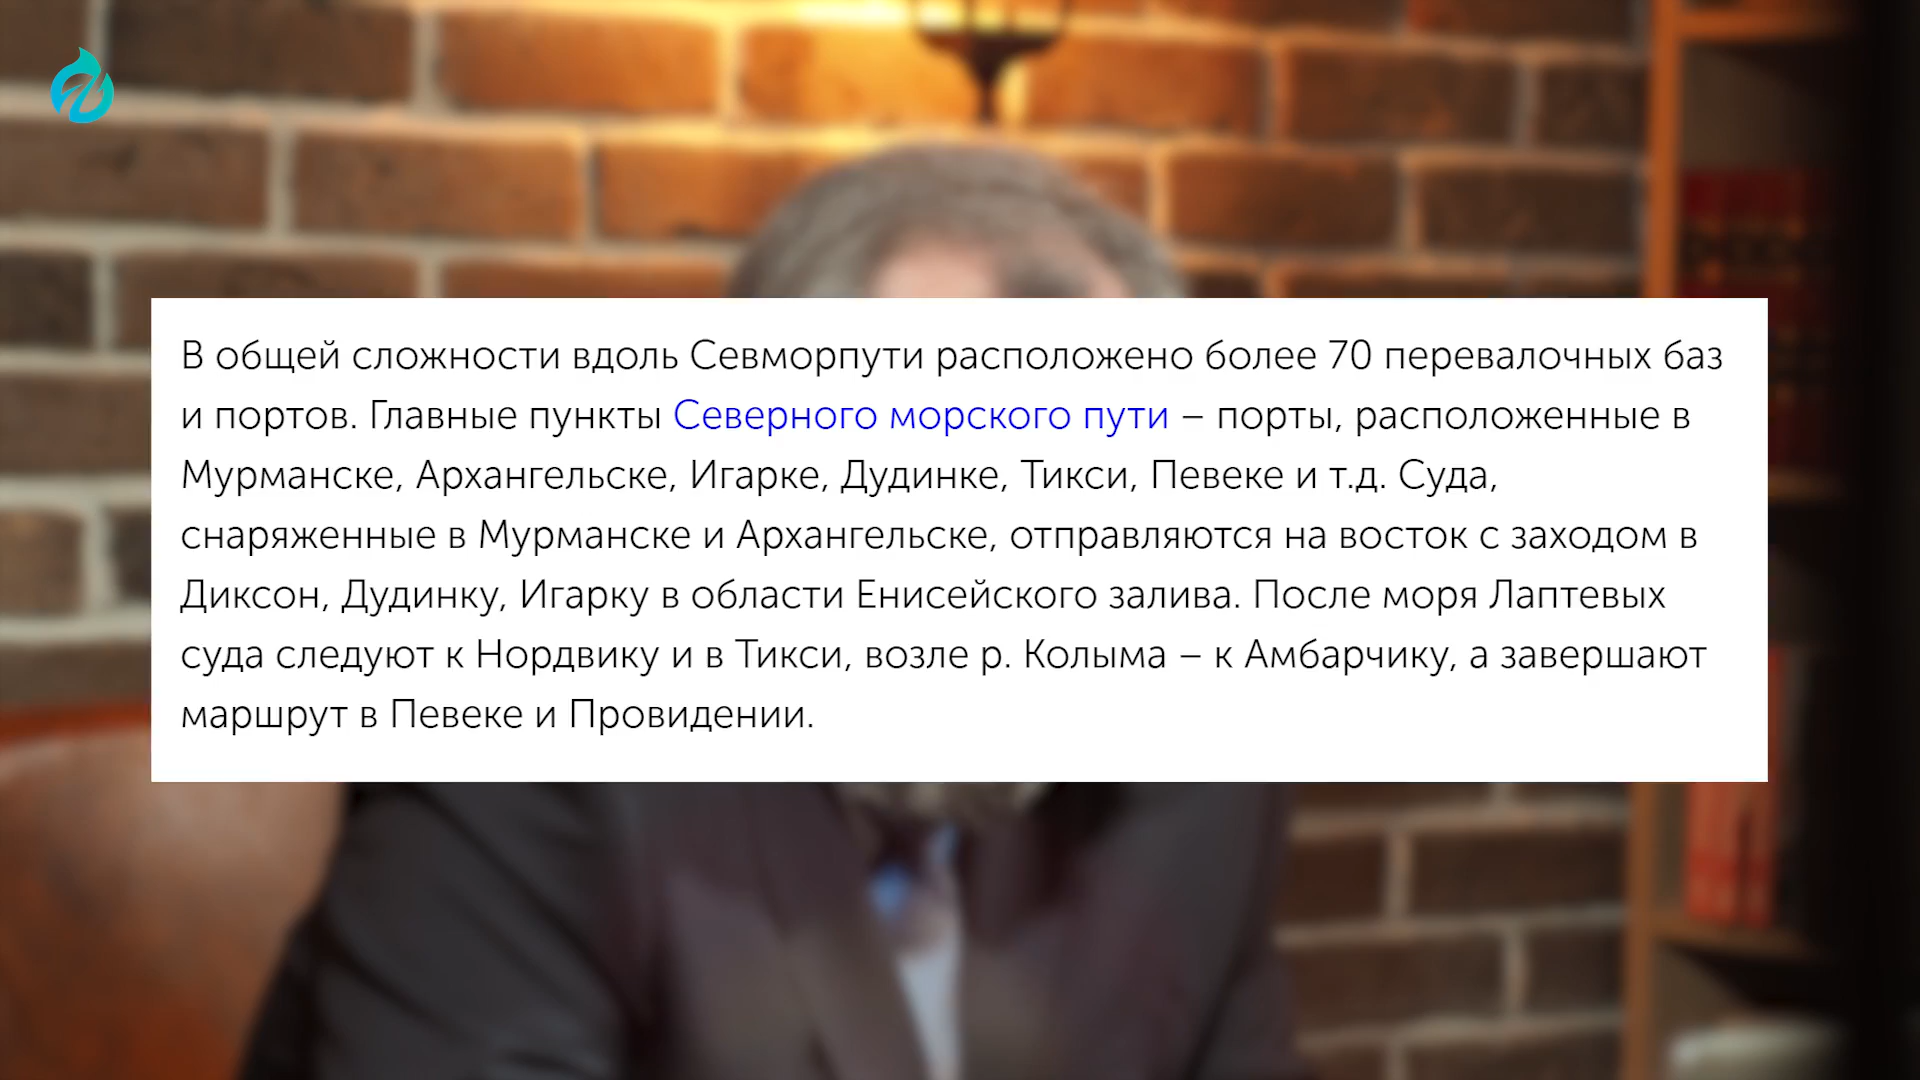 В общей сложности вдоль Севморпути расположено более 70 перевалочных баз
и портов. Главные пункты Северного морского пути – порты, расположенные в
Мурманске, Архангельске, Игарке, Дудинке, Тикси, Певеке и т.д. Суда,
снаряженные в Мурманске и Архангельске, отправляются на восток с заходом в
Диксон, Дудинку, Игарку в области Енисейского залива. После моря Лаптевых
суда следуют к Нордвику и в Тикси, возле р. Колыма – к Амбарчику, а завершают
маршрут в Певеке и Провидении.